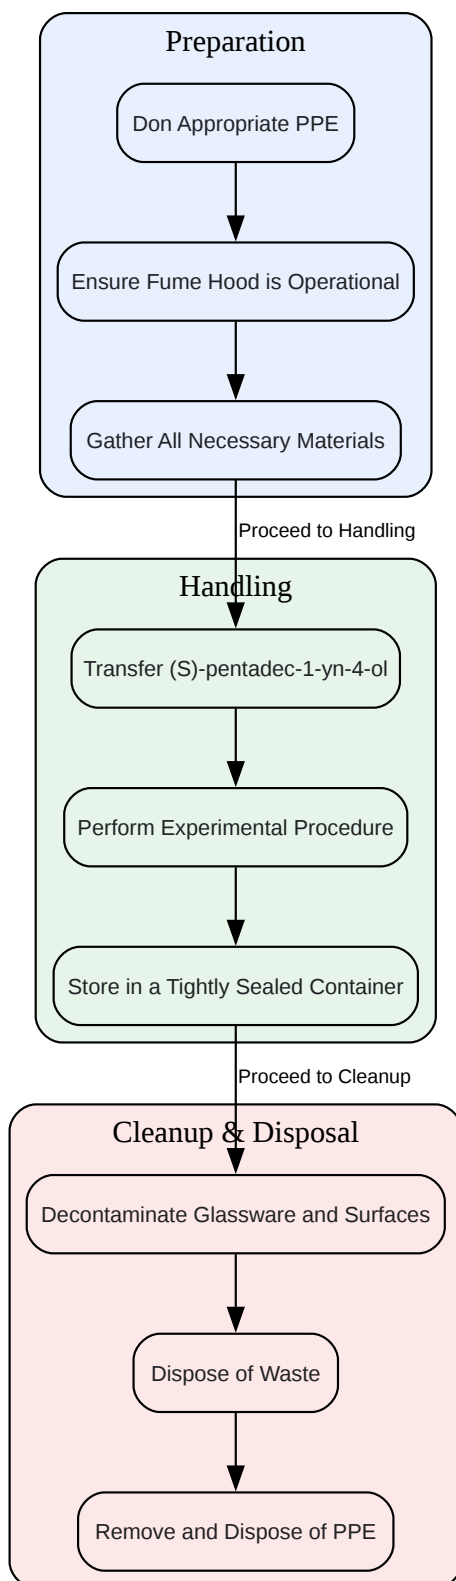 Preparation
Don Appropriate PPE
Ensure Fume Hood is Operational
Gather All Necessary Materials
Proceed to Handling
Handling
Transfer (S)-pentadec-1-yn-4-ol
Perform Experimental Procedure
Store in a Tightly Sealed Container
Proceed to Cleanup
Cleanup & Disposal
Decontaminate Glassware and Surfaces
Dispose of Waste
Remove and Dispose of PPE